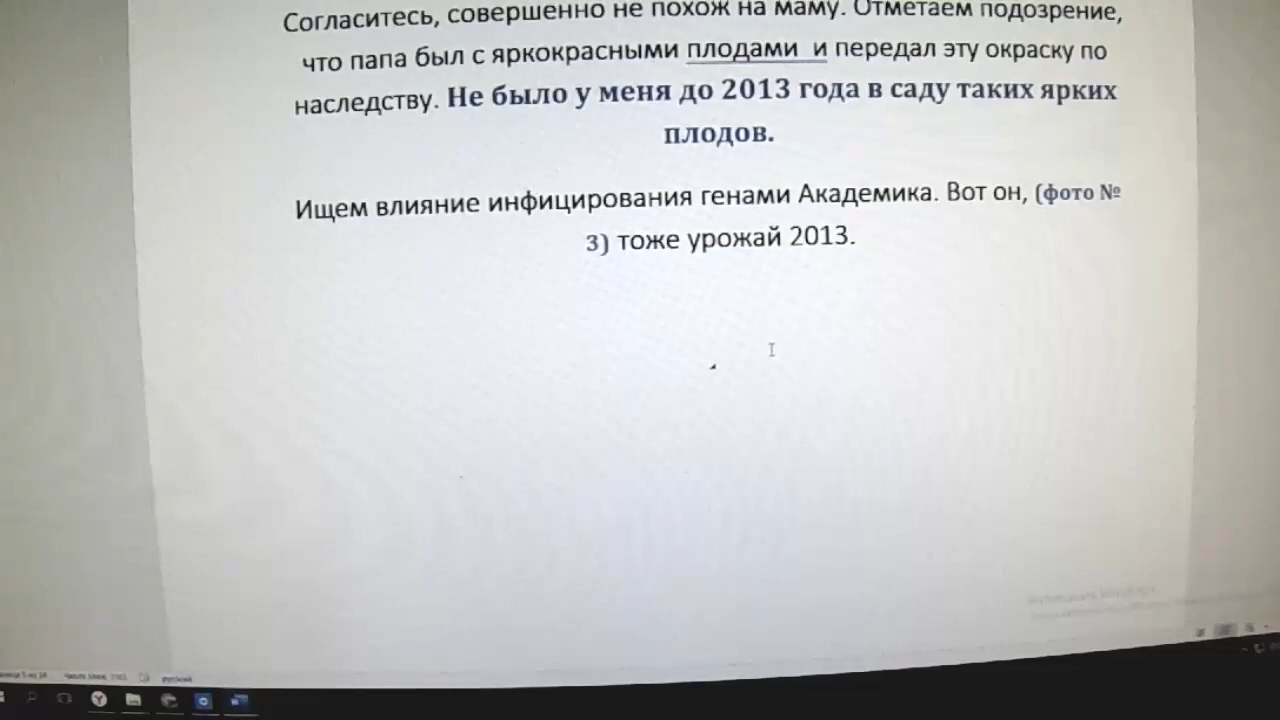 Согласитесь, совершенно не похож на маму. Отметаем подозрение,
что папа был с яркокрасными плодами и передал эту окраску по
наследству. Не было у меня до 2013 года в саду таких ярких
плодов.
Ищем влияние инфицирования генами Академика. Вот он, (фото №
3) тоже урожай 2013.
русский